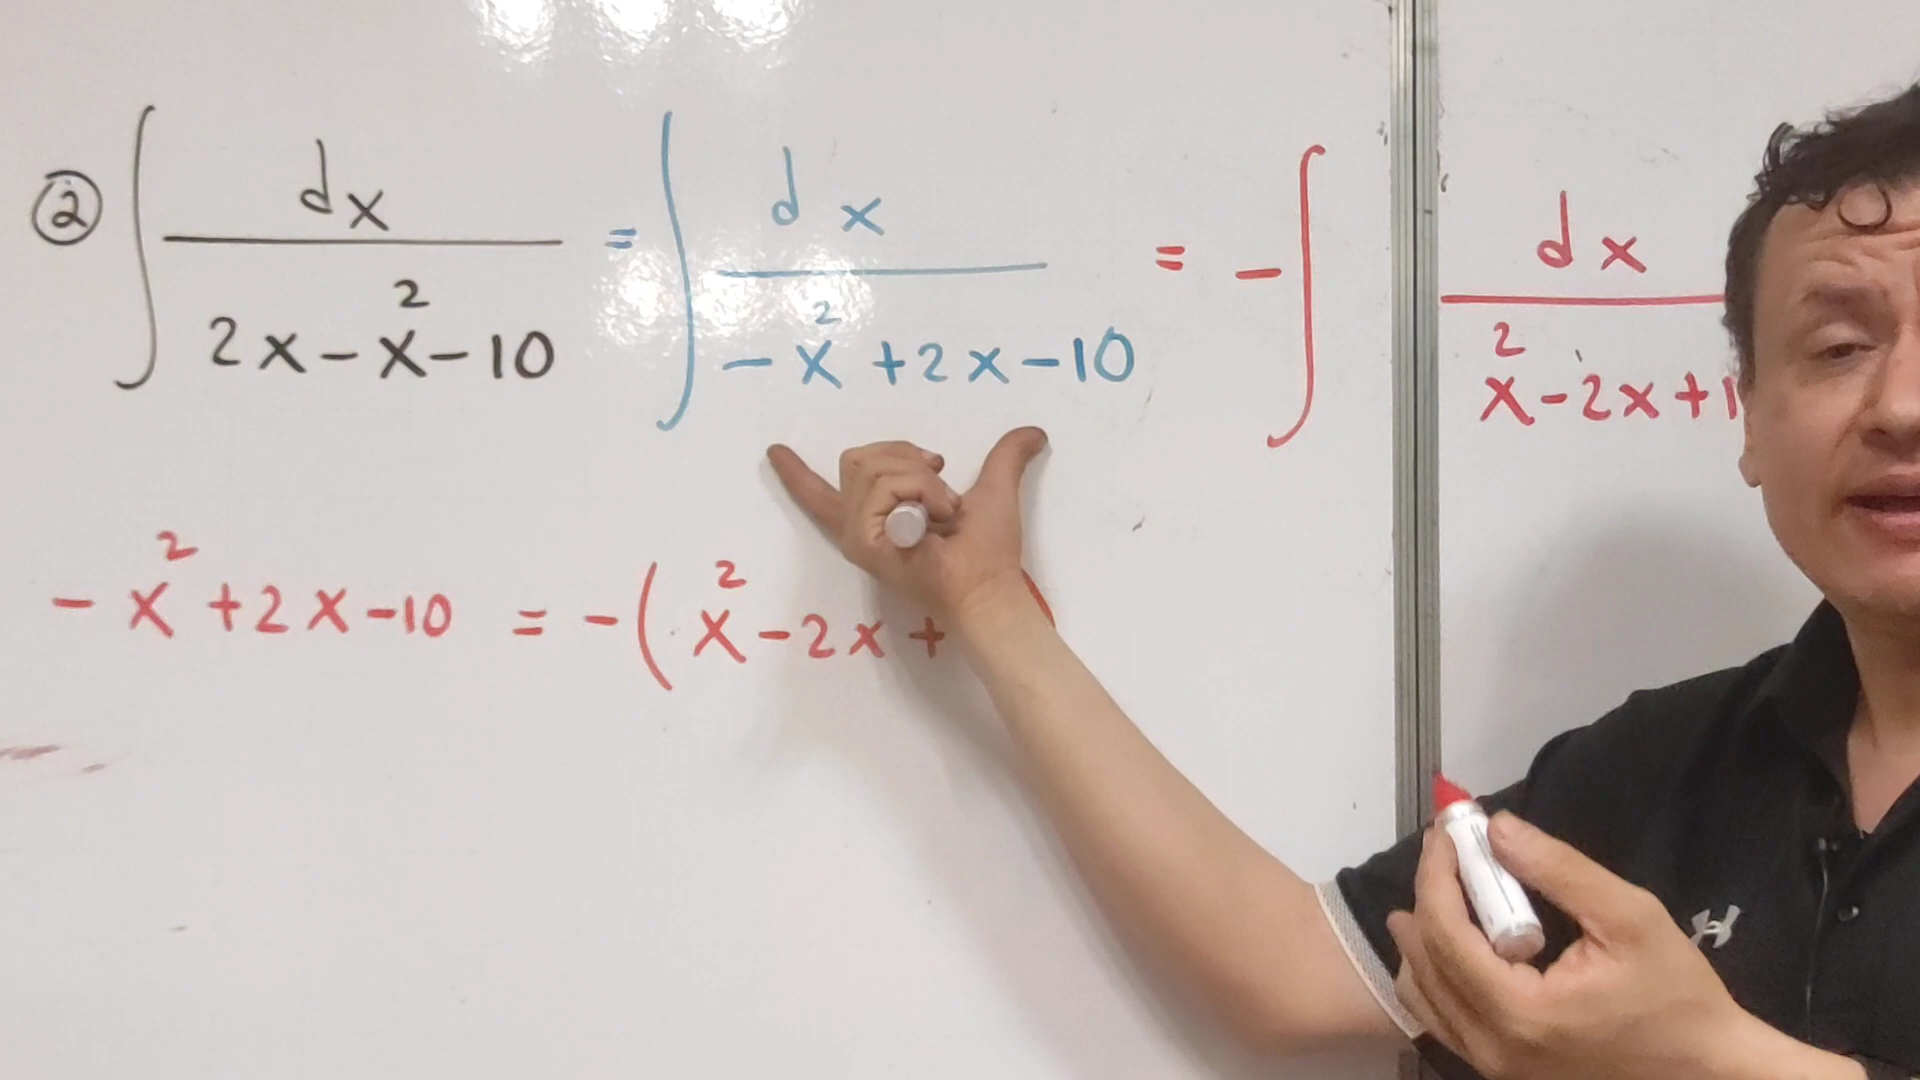 ② ∫ dx / (2x - x² - 10) = ∫ dx / (-x² + 2x - 10) = - ∫ dx / (x² - 2x + 1
-x² + 2x - 10 = - ( x² - 2x + )